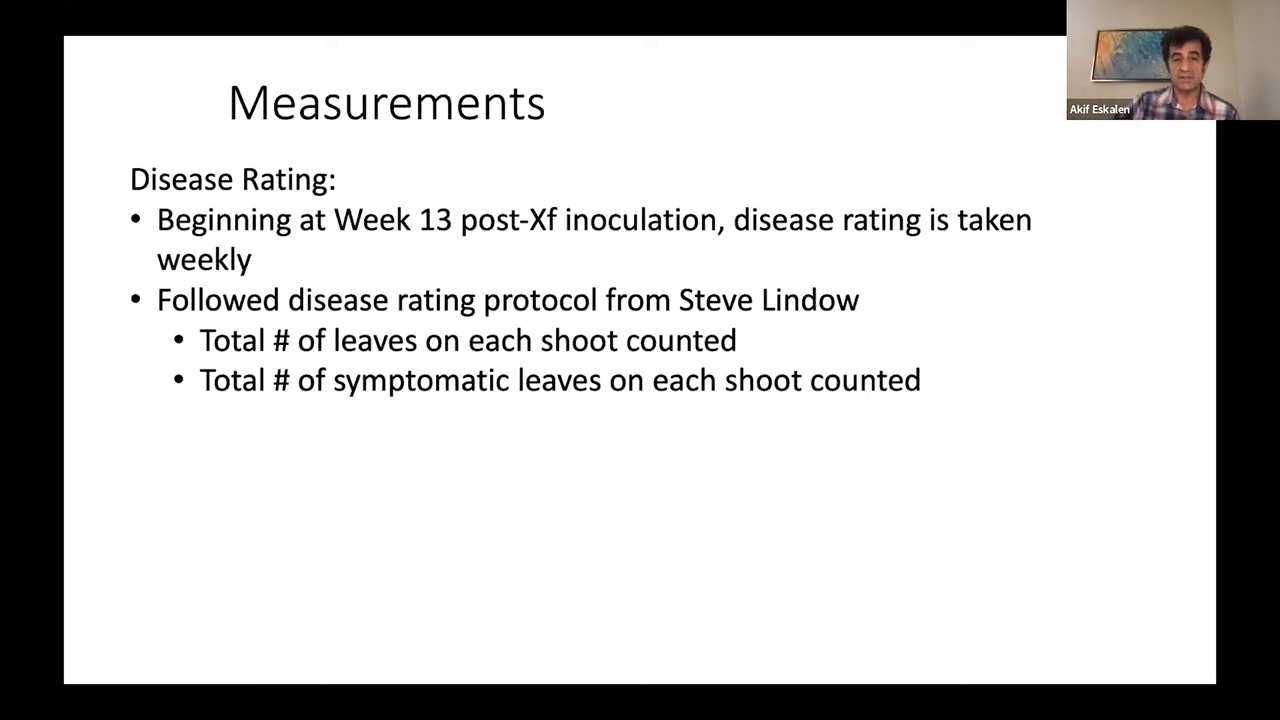 Measurements
Akif Eskalen
Disease Rating:
• Beginning at Week 13 post-Xf inoculation, disease rating is taken
weekly
• Followed disease rating protocol from Steve Lindow
• Total # of leaves on each shoot counted
• Total # of symptomatic leaves on each shoot counted